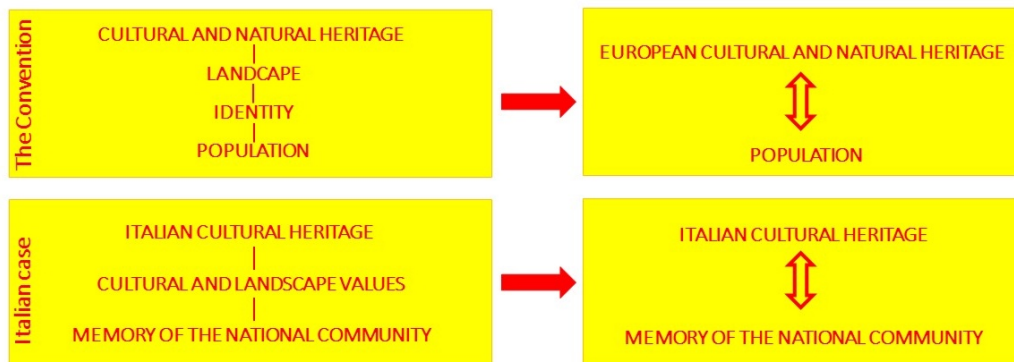 The Convention
CULTURAL AND NATURAL HERITAGE
LANDCAPE
IDENTITY
POPULATION
EUROPEAN CULTURAL AND NATURAL HERITAGE
POPULATION
Italian case
ITALIAN CULTURAL HERITAGE
CULTURAL AND LANDSCAPE VALUES
MEMORY OF THE NATIONAL COMMUNITY
ITALIAN CULTURAL HERITAGE
MEMORY OF THE NATIONAL COMMUNITY